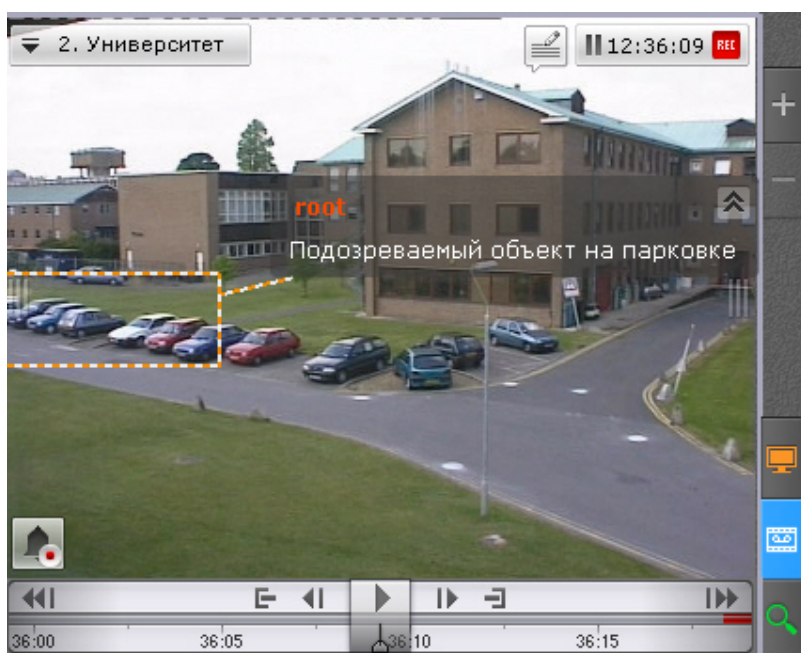 2. Университет
12:36:09 REC
root
Подозреваемый объект на парковке
36:00 36:05 36:10 36:15